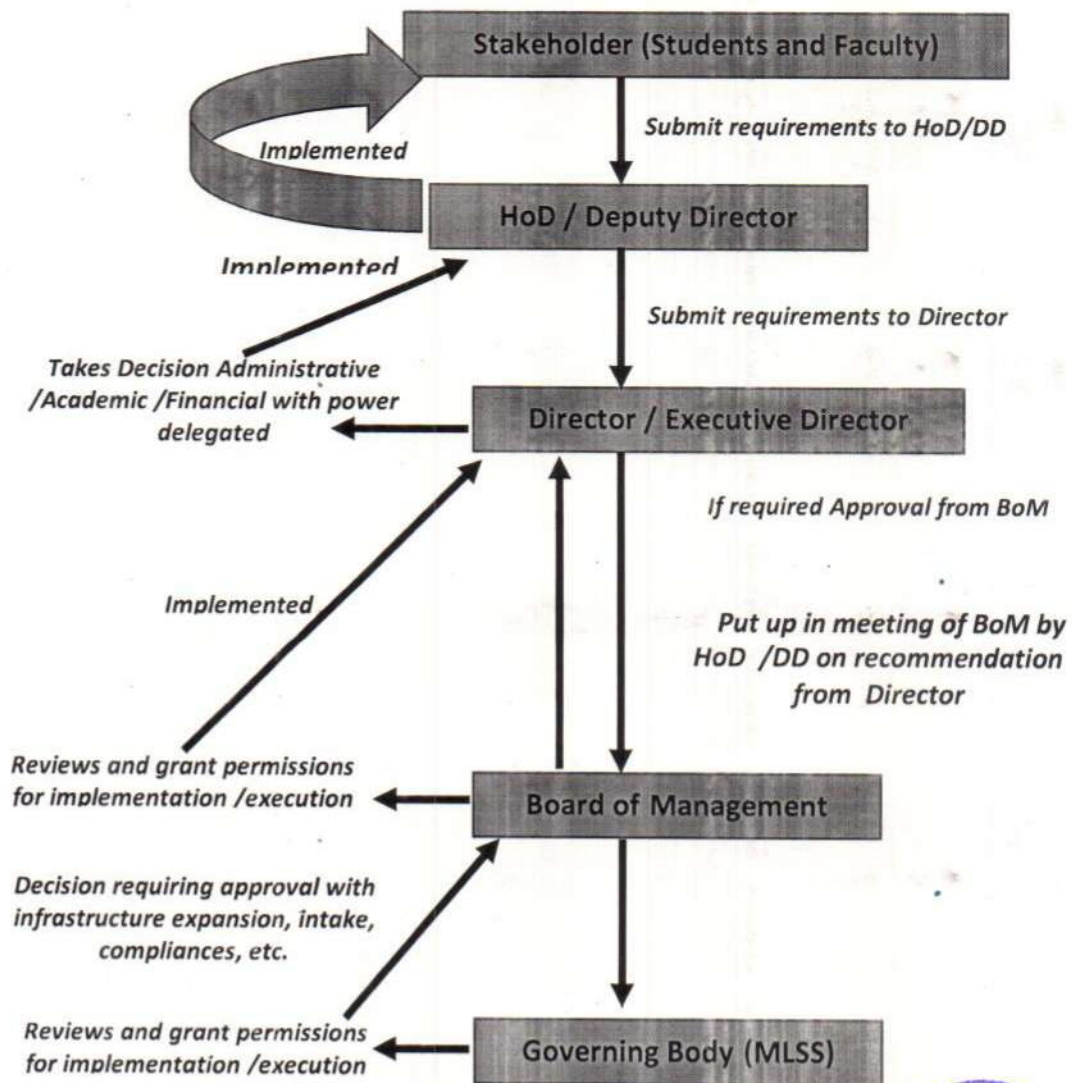 Stakeholder (Students and Faculty)
Submit requirements to HoD/DD
Implemented
HoD / Deputy Director
Implemented
Submit requirements to Director
Takes Decision Administrative
/Academic /Financial with power
delegated
Director / Executive Director
If required Approval from BoM
Implemented
Put up in meeting of BoM by
HoD /DD on recommendation
from Director
Reviews and grant permissions
for implementation /execution
Board of Management
Decision requiring approval with
infrastructure expansion, intake,
compliances, etc.
Reviews and grant permissions
for implementation /execution
Governing Body (MLSS)